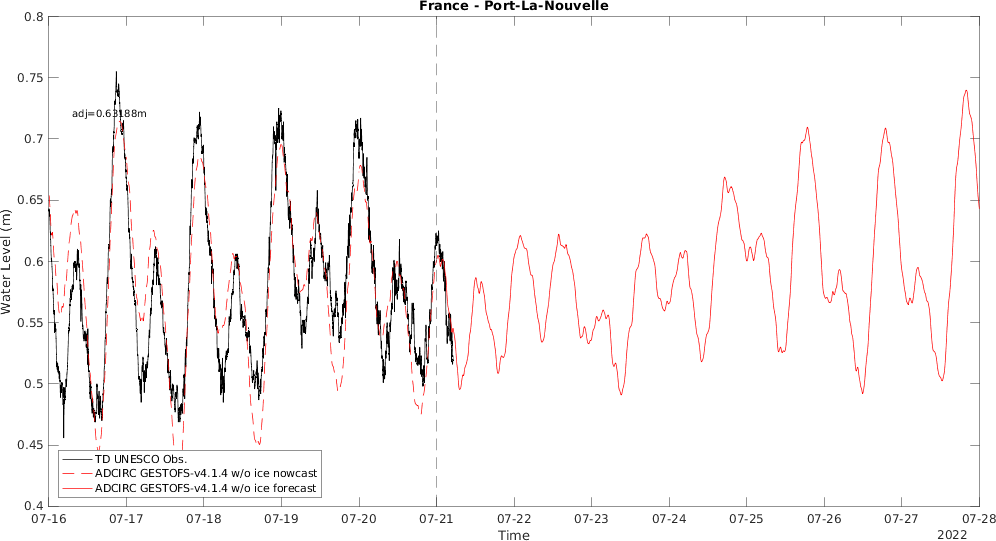 France - Port-La-Nouvelle
0.8
0.75
0.7
0.65
0.6
0.55
0.5
0.45
0.4
Water Level (m)
adj=0.63188m
TD UNESCO Obs.
ADCIRC GESTOFS-v4.1.4 w/o ice nowcast
ADCIRC GESTOFS-v4.1.4 w/o ice forecast
07-16 07-17 07-18 07-19 07-20 07-21 07-22 07-23 07-24 07-25 07-26 07-27 07-28
Time
2022